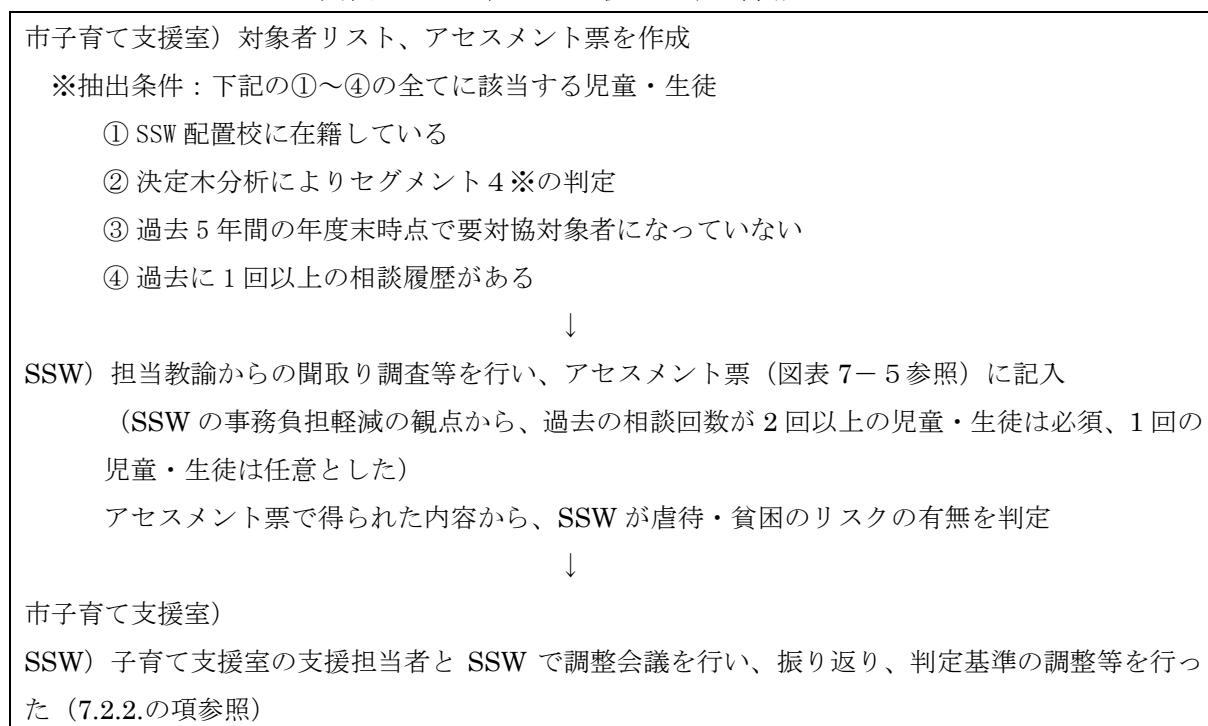 市子育て支援室）対象者リスト、アセスメント票を作成
※抽出条件：下記の①～④の全てに該当する児童・生徒
① SSW 配置校に在籍している
② 決定木分析によりセグメント４※の判定
③ 過去 5 年間の年度末時点で要対協対象者になっていない
④ 過去に 1 回以上の相談履歴がある
↓
SSW）担当教諭からの聞取り調査等を行い、アセスメント票（図表 7－５参照）に記入
（SSW の事務負担軽減の観点から、過去の相談回数が 2 回以上の児童・生徒は必須、1 回の
児童・生徒は任意とした）
アセスメント票で得られた内容から、SSW が虐待・貧困のリスクの有無を判定
↓
市子育て支援室）
SSW）子育て支援室の支援担当者と SSW で調整会議を行い、振り返り、判定基準の調整等を行っ
た（7.2.2.の項参照）